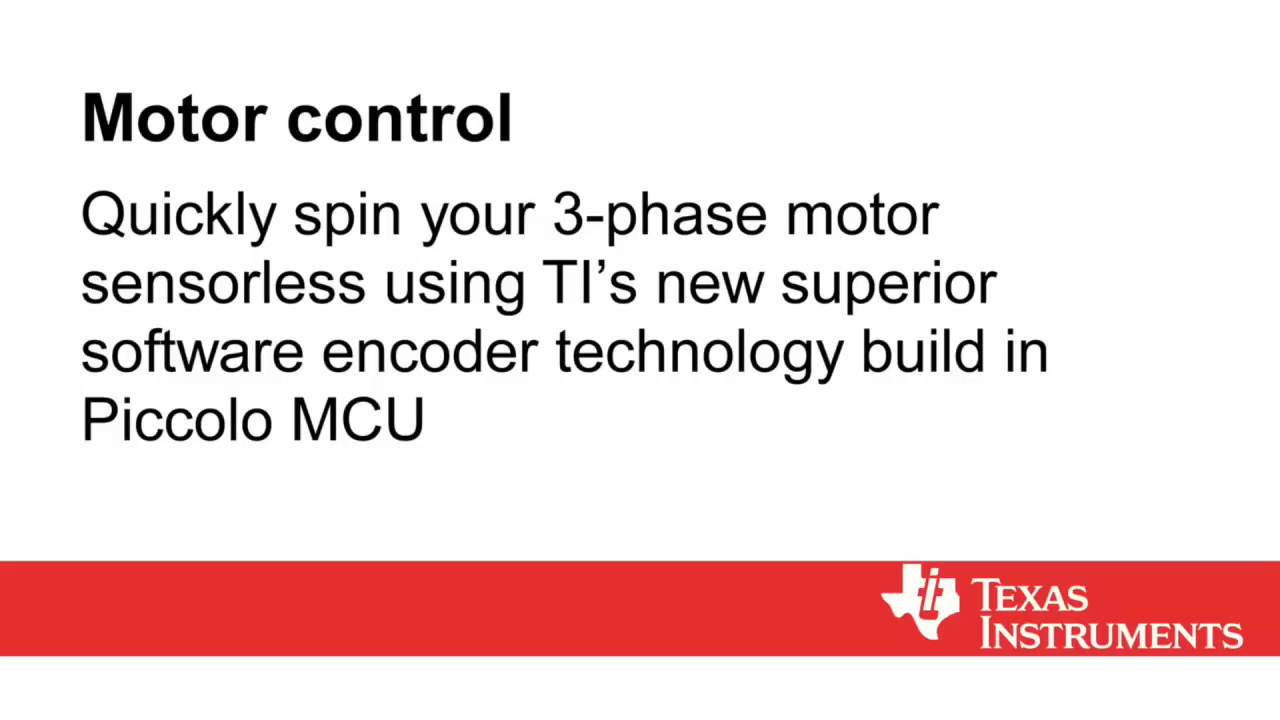 Motor control
Quickly spin your 3-phase motor
sensorless using TI’s new superior
software encoder technology build in
Piccolo MCU
TEXAS
INSTRUMENTS